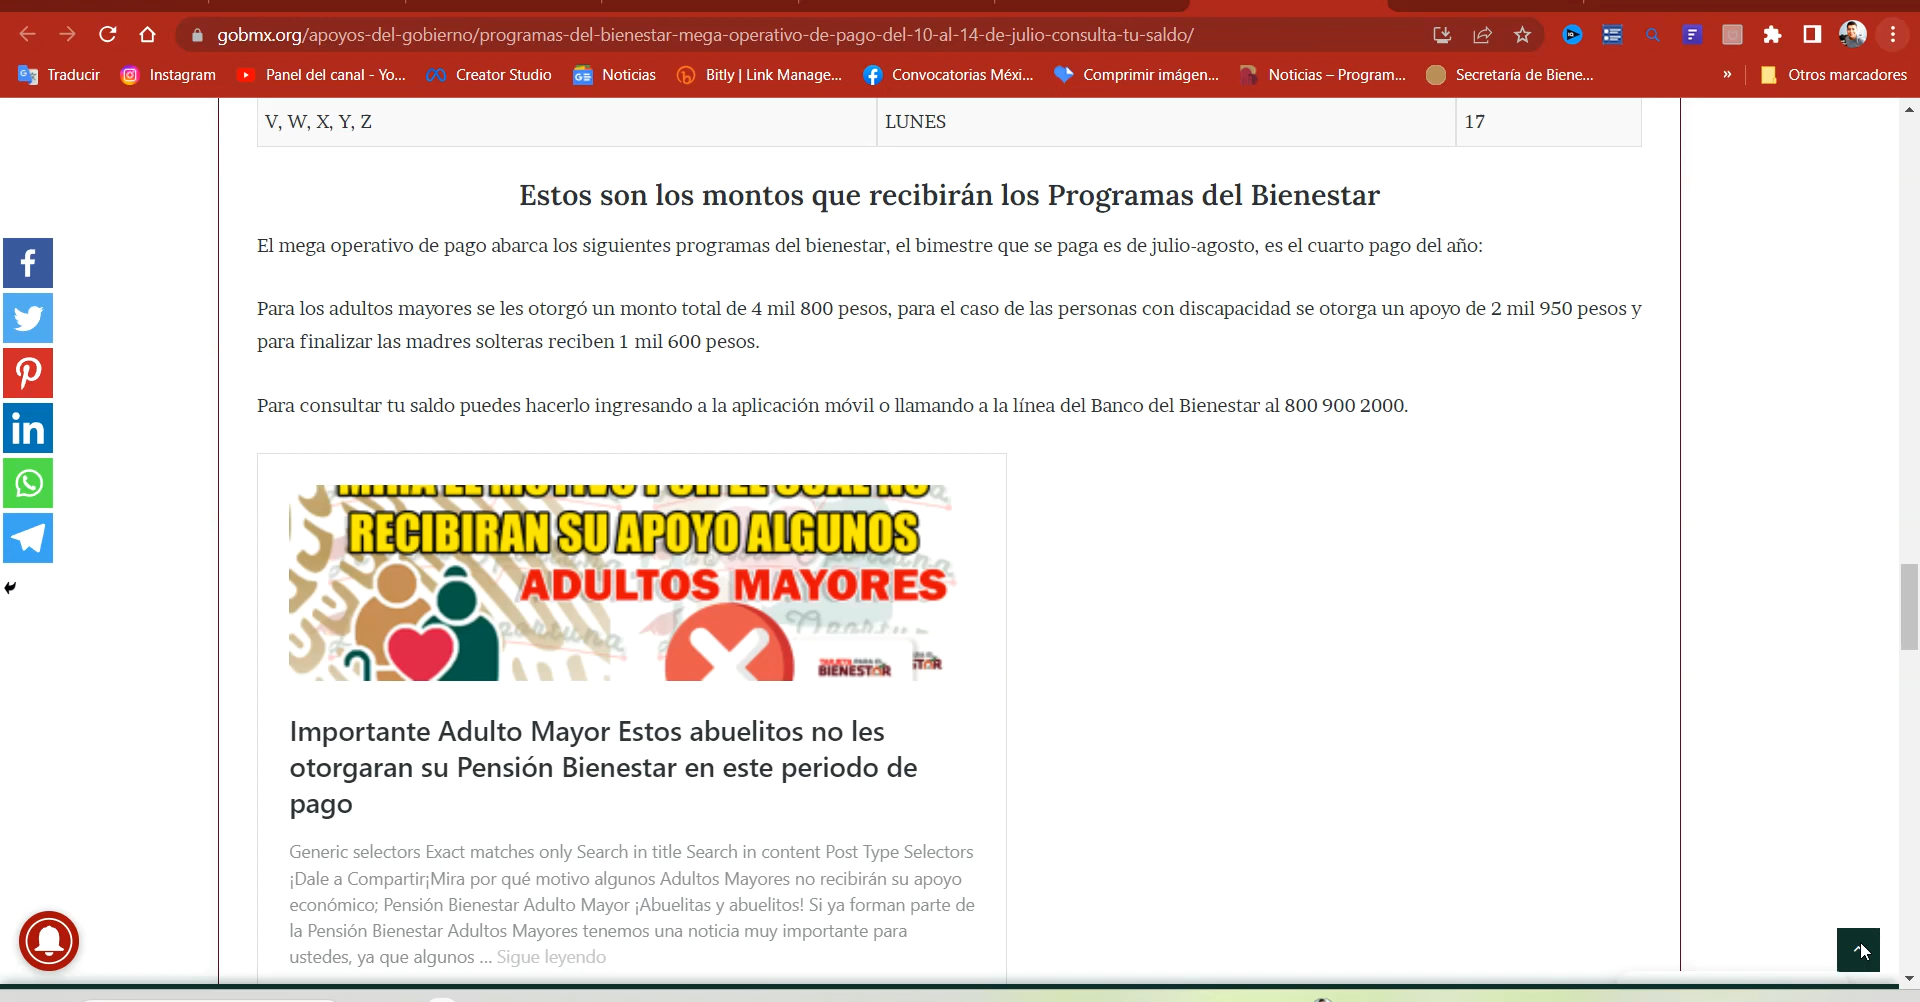 gobmx.org/apoyos-del-gobierno/programas-del-bienestar-mega-operativo-de-pago-del-10-al-14-de-julio-consulta-tu-saldo/
Traducir Instagram Panel del canal - Yo... Creator Studio Noticias Bitly | Link Manage... Convocatorias Méxi... Comprimir imágen... Noticias – Program... Secretaría de Biene... » Otros marcadores
V, W, X, Y, Z LUNES 17
Estos son los montos que recibirán los Programas del Bienestar
El mega operativo de pago abarca los siguientes programas del bienestar, el bimestre que se paga es de julio-agosto, es el cuarto pago del año:
Para los adultos mayores se les otorgó un monto total de 4 mil 800 pesos, para el caso de las personas con discapacidad se otorga un apoyo de 2 mil 950 pesos y
para finalizar las madres solteras reciben 1 mil 600 pesos.
Para consultar tu saldo puedes hacerlo ingresando a la aplicación móvil o llamando a la línea del Banco del Bienestar al 800 900 2000.
MIRA EL MOTIVO POR EL CUAL NO
RECIBIRAN SU APOYO ALGUNOS
ADULTOS MAYORES
BIENESTAR
Importante Adulto Mayor Estos abuelitos no les
otorgaran su Pensión Bienestar en este periodo de
pago
Generic selectors Exact matches only Search in title Search in content Post Type Selectors
¡Dale a Compartir¡Mira por qué motivo algunos Adultos Mayores no recibirán su apoyo
económico; Pensión Bienestar Adulto Mayor ¡Abuelitas y abuelitos! Si ya forman parte de
la Pensión Bienestar Adultos Mayores tenemos una noticia muy importante para
ustedes, ya que algunos ... Sigue leyendo